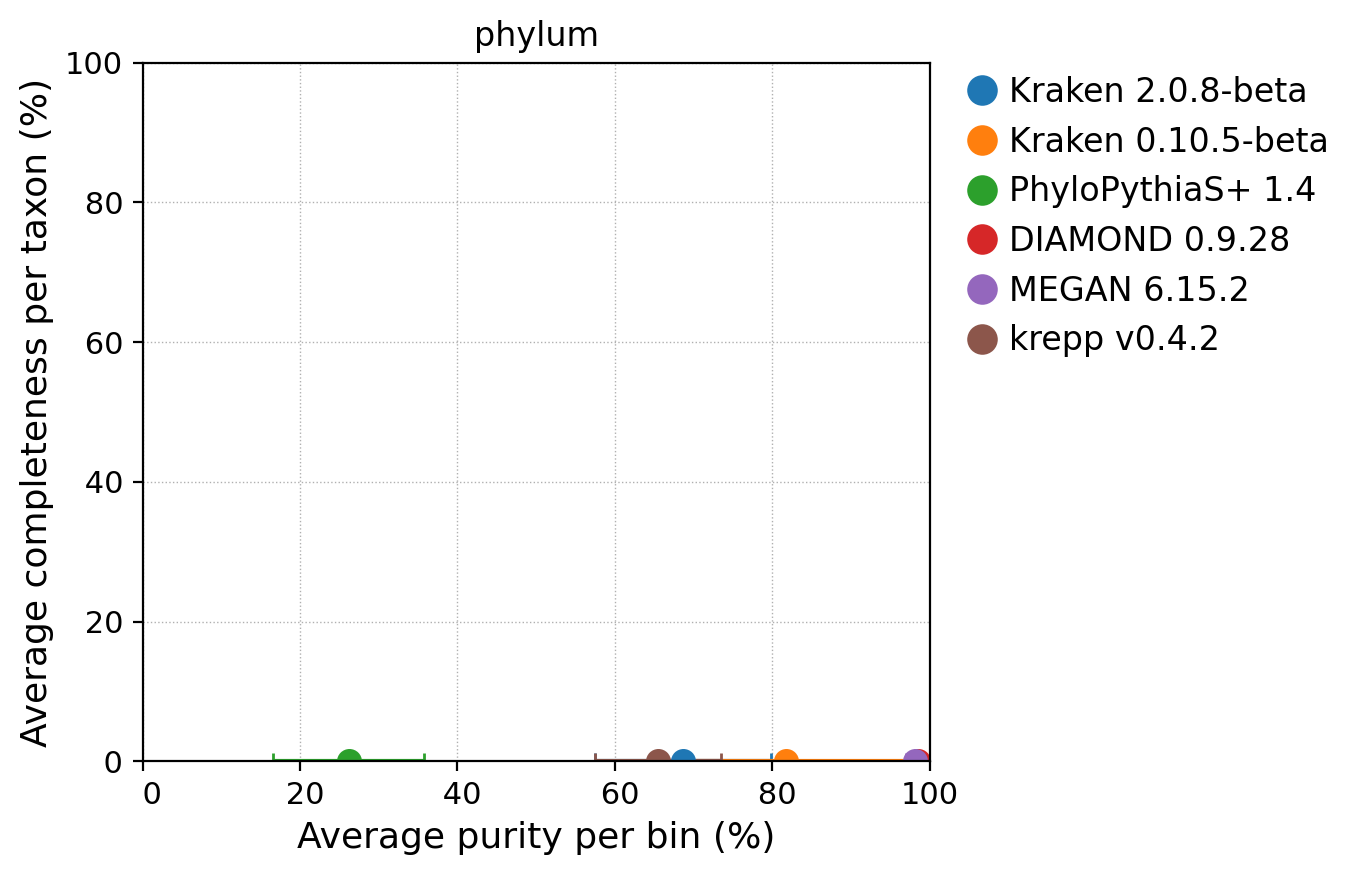 phylum
100
80
60
40
20
0
Average completeness per taxon (%)
0 20 40 60 80 100
Average purity per bin (%)
Kraken 2.0.8-beta
Kraken 0.10.5-beta
PhyloPythiaS+ 1.4
DIAMOND 0.9.28
MEGAN 6.15.2
krepp v0.4.2